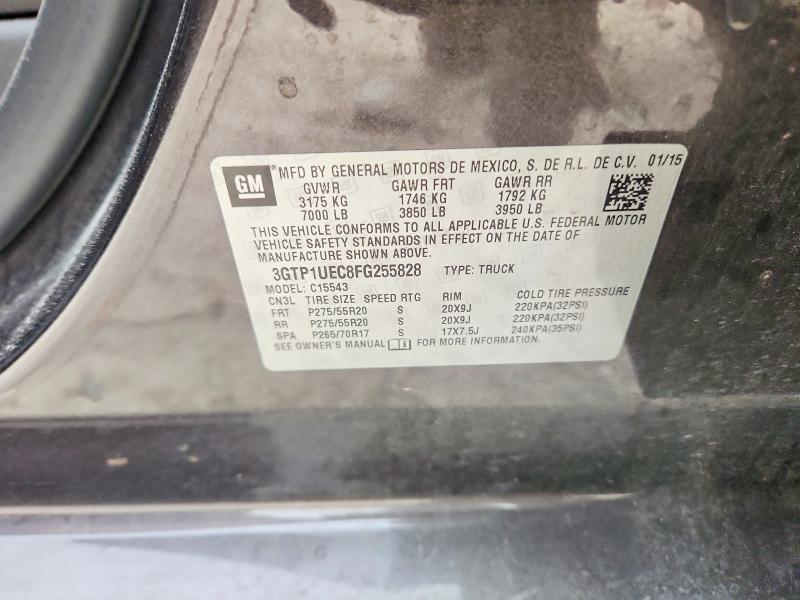 GM
MFD BY GENERAL MOTORS DE MEXICO, S. DE R.L. DE C.V. 01/15
GVWR GAWR FRT GAWR RR
3175 KG 1746 KG 1792 KG
7000 LB 3850 LB 3950 LB
THIS VEHICLE CONFORMS TO ALL APPLICABLE U.S. FEDERAL MOTOR
VEHICLE SAFETY STANDARDS IN EFFECT ON THE DATE OF
MANUFACTURE SHOWN ABOVE.
3GTP1UEC8FG255828 TYPE: TRUCK
MODEL: C15543
CN3L TIRE SIZE SPEED RTG RIM COLD TIRE PRESSURE
FRT P275/55R20 S 20X9J 220KPA(32PSI)
RR P275/55R20 S 20X9J 220KPA(32PSI)
SPA P265/70R17 S 17X7.5J 240KPA(35PSI)
SEE OWNER'S MANUAL FOR MORE INFORMATION.